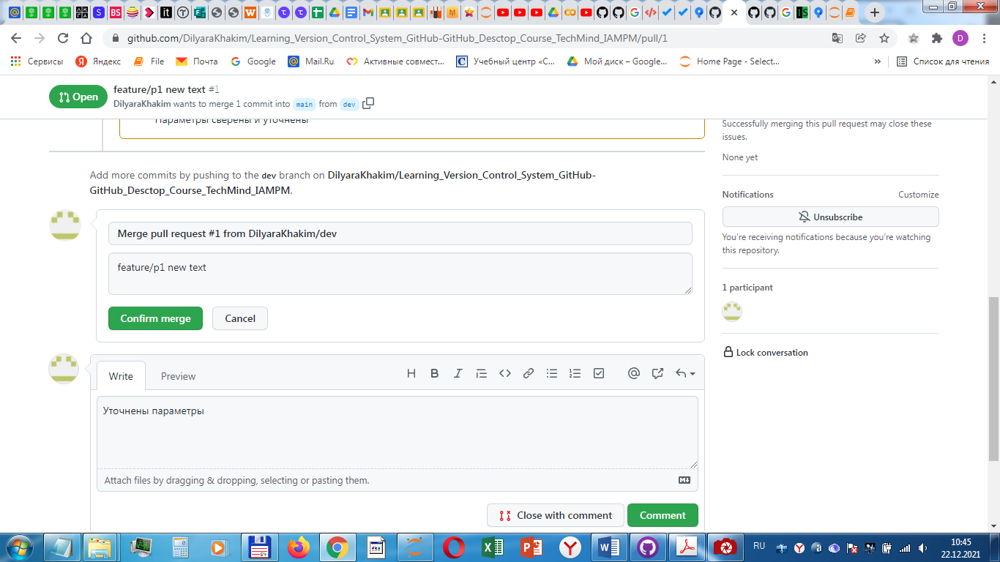 github.com/DilyaraKhakim/Learning_Version_Control_System_GitHub-GitHub_Desctop_Course_TechMind_IAMPM/pull/1
D
Сервисы Яндекс File Почта Google Mail.Ru Активные совмест... Учебный центр «С... Мой диск – Google... Home Page - Select... » Список для чтения
Open
feature/p1 new text #1
DilyaraKhakim wants to merge 1 commit into main from dev
Параметры сверены и уточнены
Successfully merging this pull request may close these
issues.
None yet
Add more commits by pushing to the dev branch on DilyaraKhakim/Learning_Version_Control_System_GitHub-
GitHub_Desctop_Course_TechMind_IAMPM.
Notifications Customize
Unsubscribe
You're receiving notifications because you're watching
this repository.
1 participant
Lock conversation
Merge pull request #1 from DilyaraKhakim/dev
feature/p1 new text
Confirm merge Cancel
Write Preview
Уточнены параметры
Attach files by dragging & dropping, selecting or pasting them.
Close with comment Comment
RU
10:45
22.12.2021